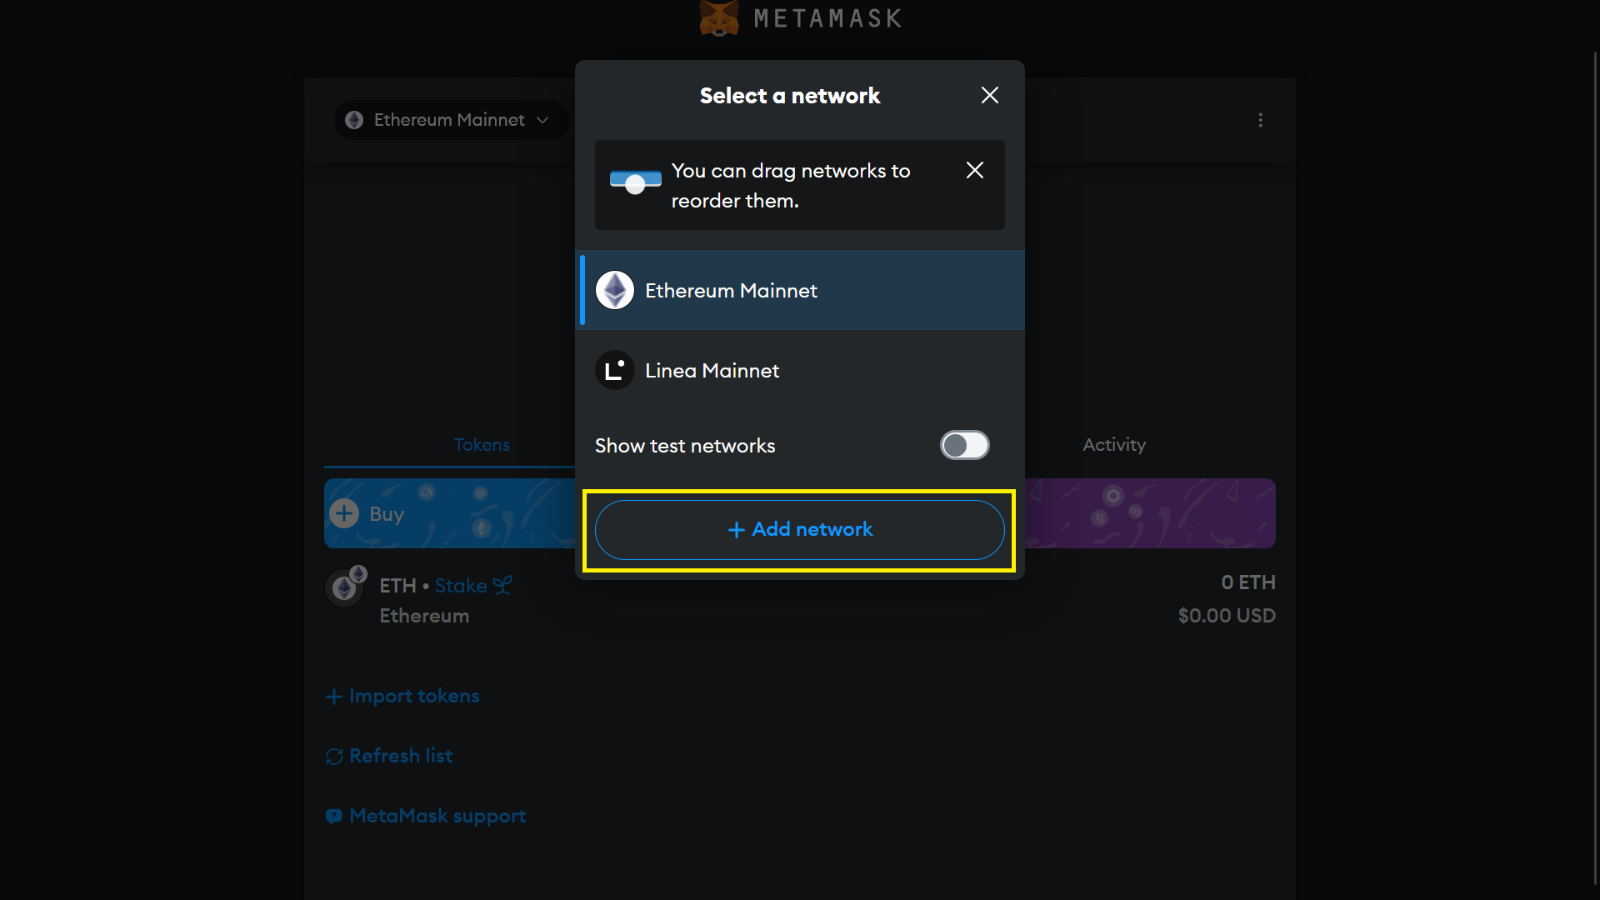 METAMASK
Select a network
Ethereum Mainnet
You can drag networks to
reorder them.
Ethereum Mainnet
Linea Mainnet
Show test networks
Tokens
Activity
Buy
+ Add network
ETH • Stake
0 ETH
Ethereum
$0.00 USD
+ Import tokens
Refresh list
MetaMask support